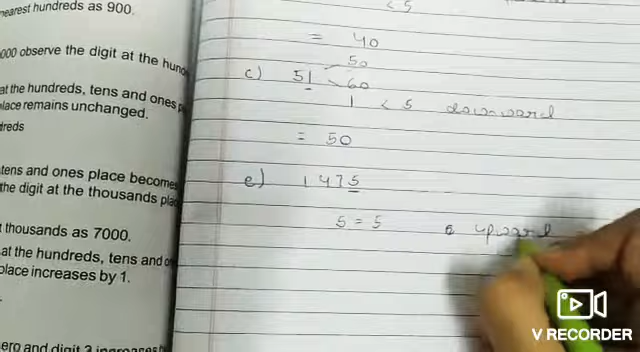 nearest hundreds as 900.
000 observe the digit at the hund
at the hundreds, tens and ones p
place remains unchanged.
dreds
tens and ones place becomes
the digit at the thousands plac
t thousands as 7000.
at the hundreds, tens and o
place increases by 1.
ero and digit 3 increases b
< 5
= 40
50
c) 51
60
1 < 5 downward
= 50
e) 1475
5 = 5 upward
V RECORDER